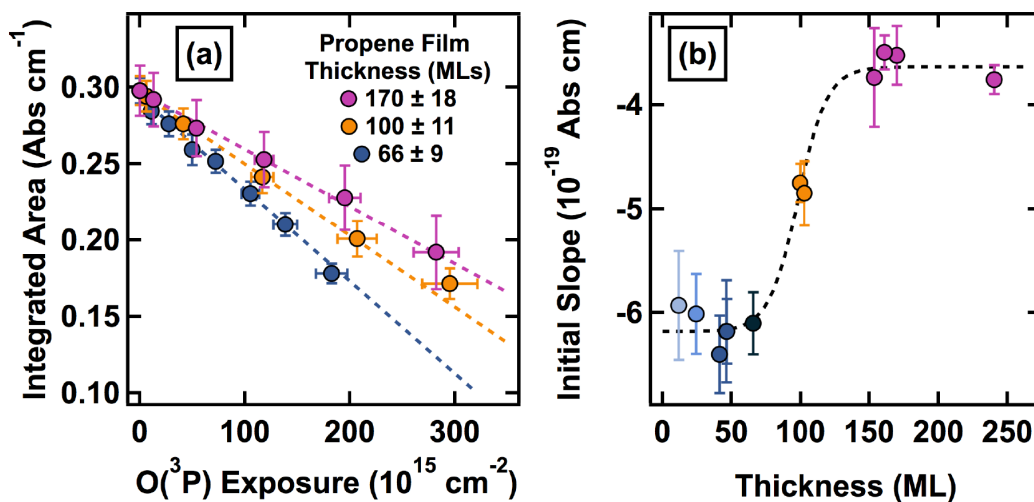 (a)
Propene Film
Thickness (MLs)
170 ± 18
100 ± 11
66 ± 9
Integrated Area (Abs cm⁻¹)
0.30
0.25
0.20
0.15
0.10
0 100 200 300
O(³P) Exposure (10¹⁵ cm⁻²)
(b)
Initial Slope (10⁻¹⁹ Abs cm)
-4
-5
-6
0 50 100 150 200 250
Thickness (ML)